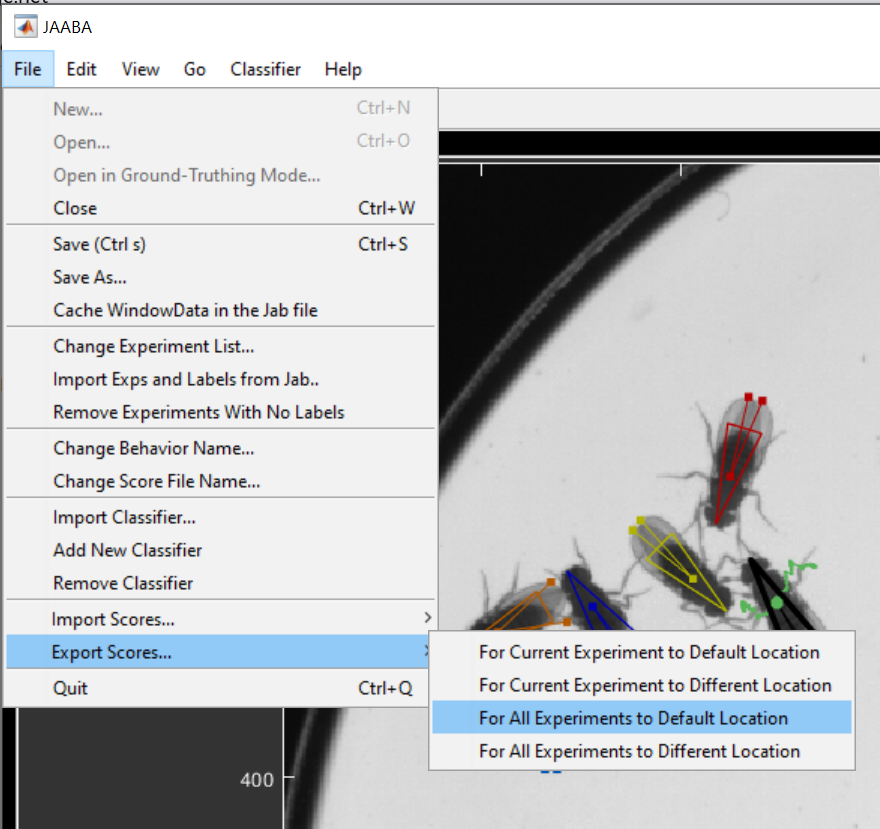 JAABA
File Edit View Go Classifier Help
New... Ctrl+N
Open... Ctrl+O
Open in Ground-Truthing Mode...
Close Ctrl+W
Save (Ctrl s) Ctrl+S
Save As...
Cache WindowData in the Jab file
Change Experiment List...
Import Exps and Labels from Jab..
Remove Experiments With No Labels
Change Behavior Name...
Change Score File Name...
Import Classifier...
Add New Classifier
Remove Classifier
Import Scores...
Export Scores...
Quit Ctrl+Q
For Current Experiment to Default Location
For Current Experiment to Different Location
For All Experiments to Default Location
For All Experiments to Different Location
400